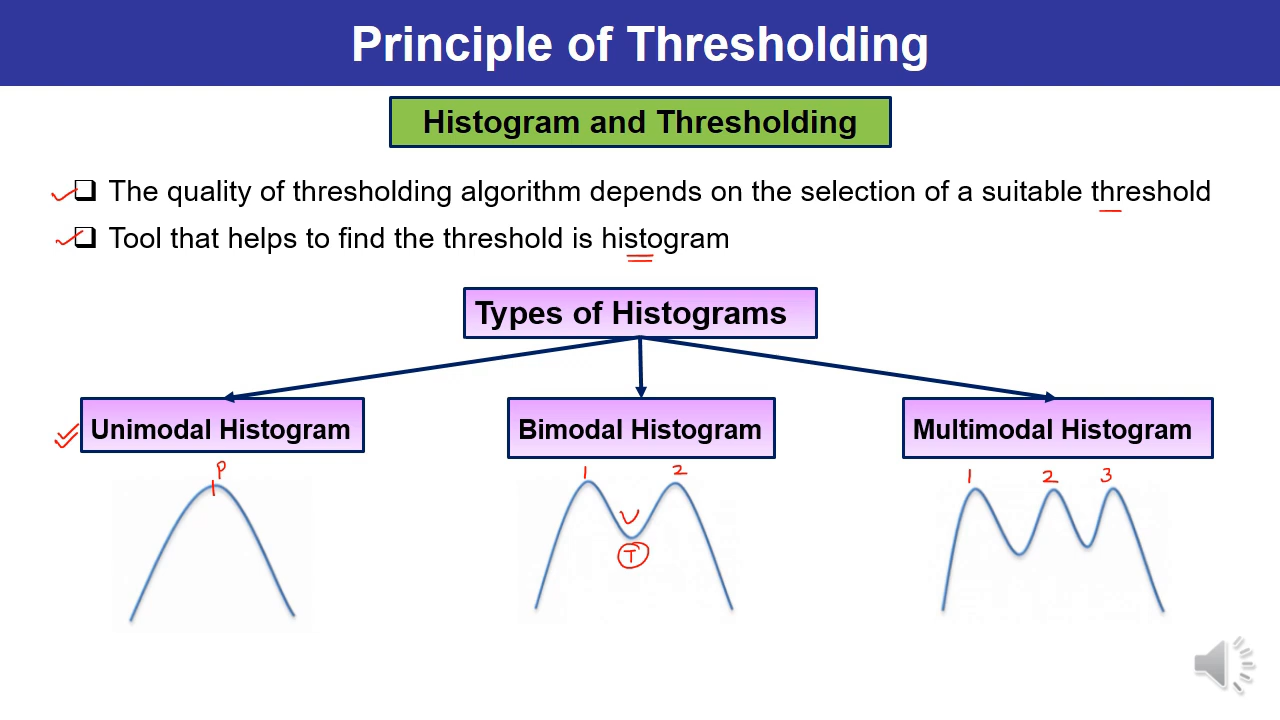 Principle of Thresholding
Histogram and Thresholding
The quality of thresholding algorithm depends on the selection of a suitable threshold
Tool that helps to find the threshold is histogram
Types of Histograms
Unimodal Histogram
Bimodal Histogram
Multimodal Histogram
P
1 2
V
T
1 2 3